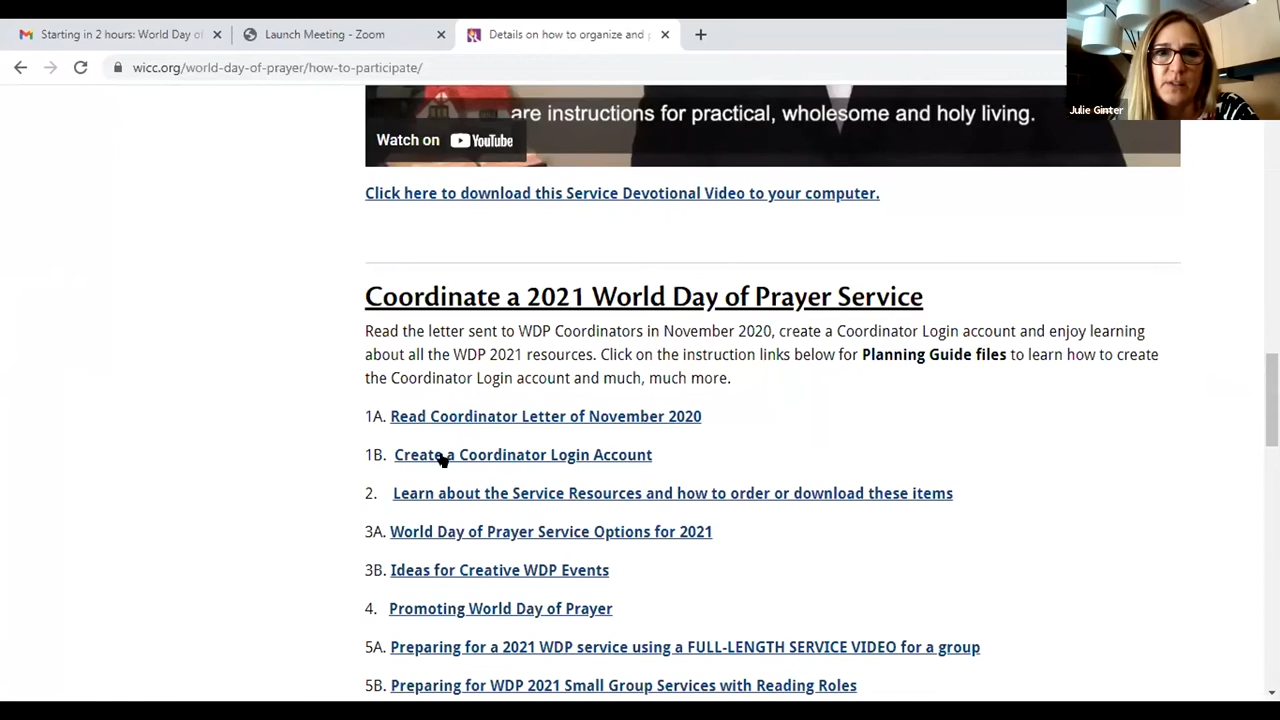 Starting in 2 hours: World Day of
Launch Meeting - Zoom
Details on how to organize and
wicc.org/world-day-of-prayer/how-to-participate/
Julie Ginter
are instructions for practical, wholesome and holy living.
Watch on YouTube
Click here to download this Service Devotional Video to your computer.
Coordinate a 2021 World Day of Prayer Service
Read the letter sent to WDP Coordinators in November 2020, create a Coordinator Login account and enjoy learning
about all the WDP 2021 resources. Click on the instruction links below for Planning Guide files to learn how to create
the Coordinator Login account and much, much more.
1A. Read Coordinator Letter of November 2020
1B. Create a Coordinator Login Account
2. Learn about the Service Resources and how to order or download these items
3A. World Day of Prayer Service Options for 2021
3B. Ideas for Creative WDP Events
4. Promoting World Day of Prayer
5A. Preparing for a 2021 WDP service using a FULL-LENGTH SERVICE VIDEO for a group
5B. Preparing for WDP 2021 Small Group Services with Reading Roles